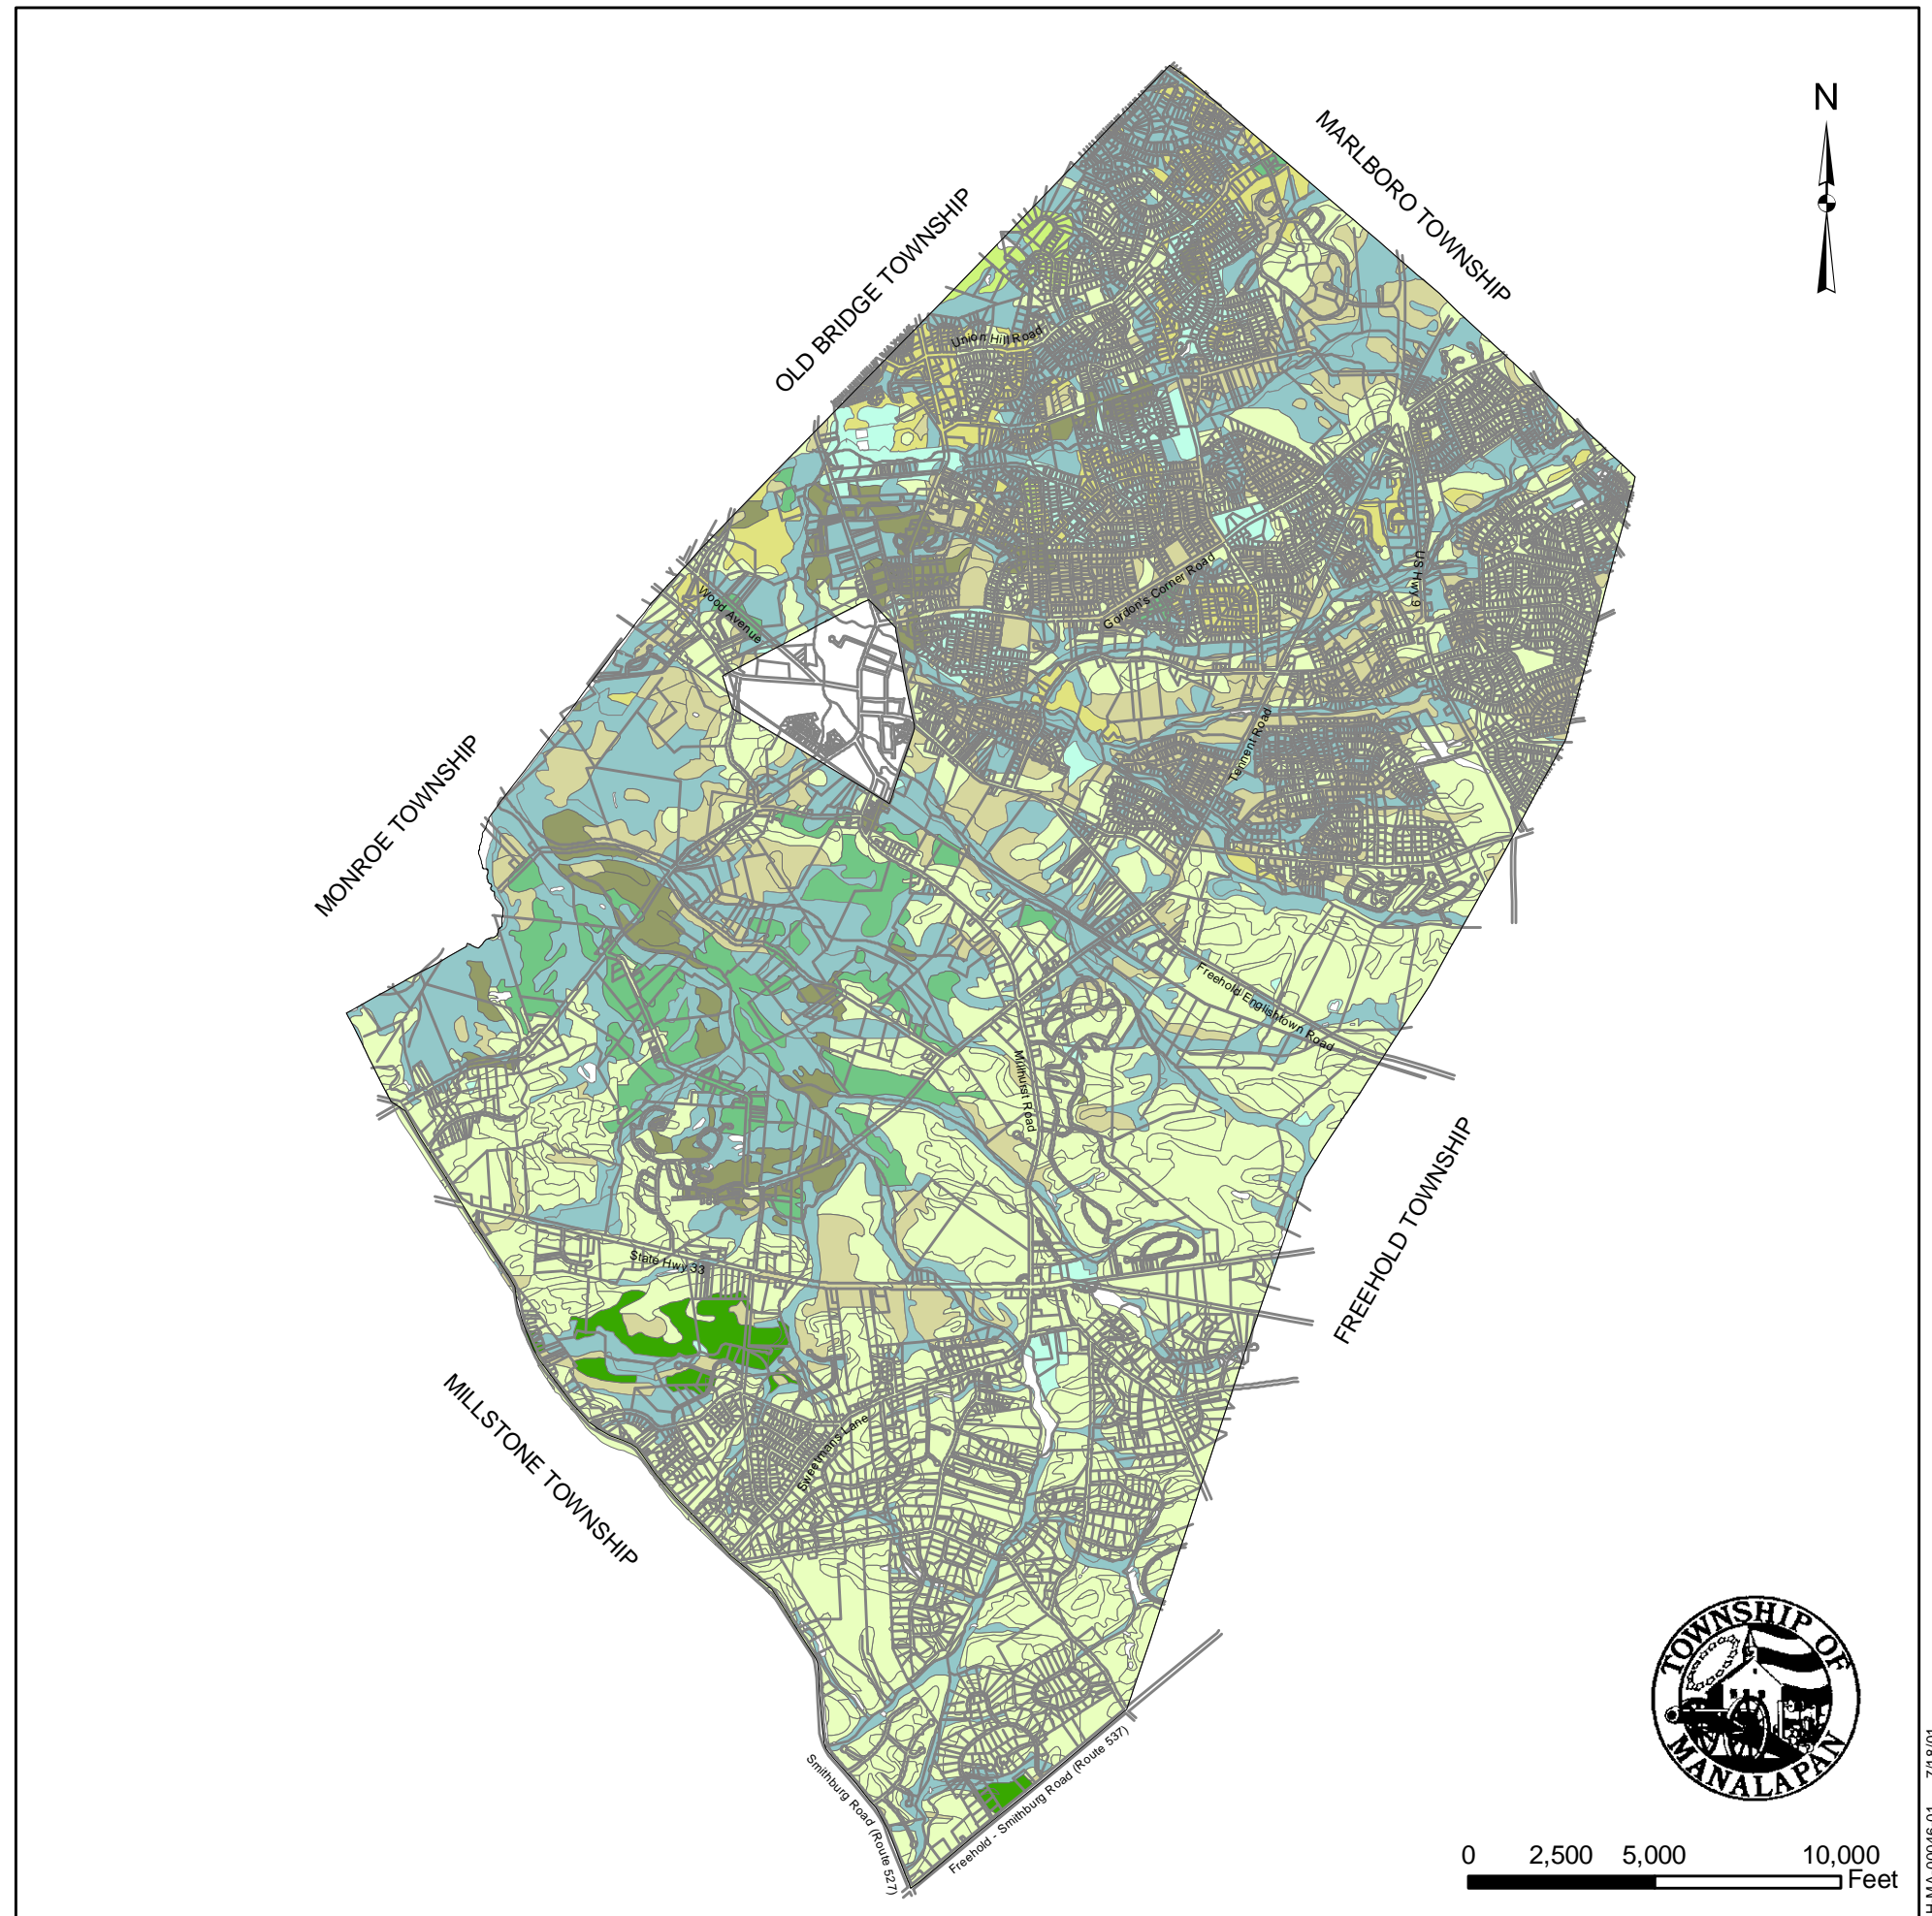 N
MARLBORO TOWNSHIP
OLD BRIDGE TOWNSHIP
Union Hill Road
US Hwy 9
Gordon's Corner Road
Wood Avenue
Tennent Road
MONROE TOWNSHIP
Freehold Englishtown Road
Millhurst Road
FREEHOLD TOWNSHIP
State Hwy 33
MILLSTONE TOWNSHIP
Sweetman's Lane
Smithburg Road (Route 527)
Freehold - Smithburg Road (Route 537)
TOWNSHIP OF
MANALAPAN
0 2,500 5,000 10,000
Feet